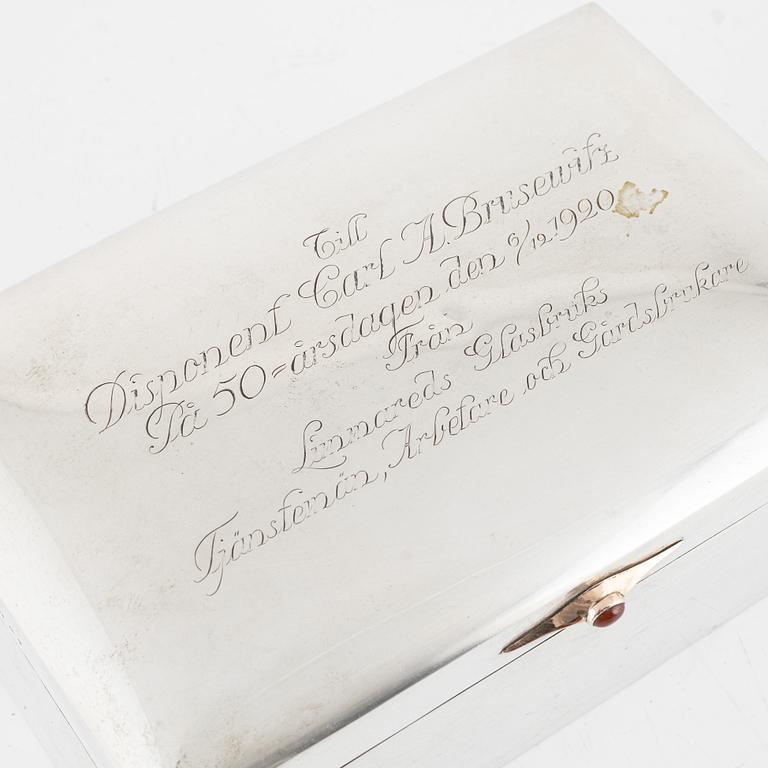 Till
Disponent Carl A. Brusewitz
På 50=årsdagen den 6/12 1920
Från
Limmareds Glasbruks
Tjänstemän, Arbetare och Gårdsbrukare